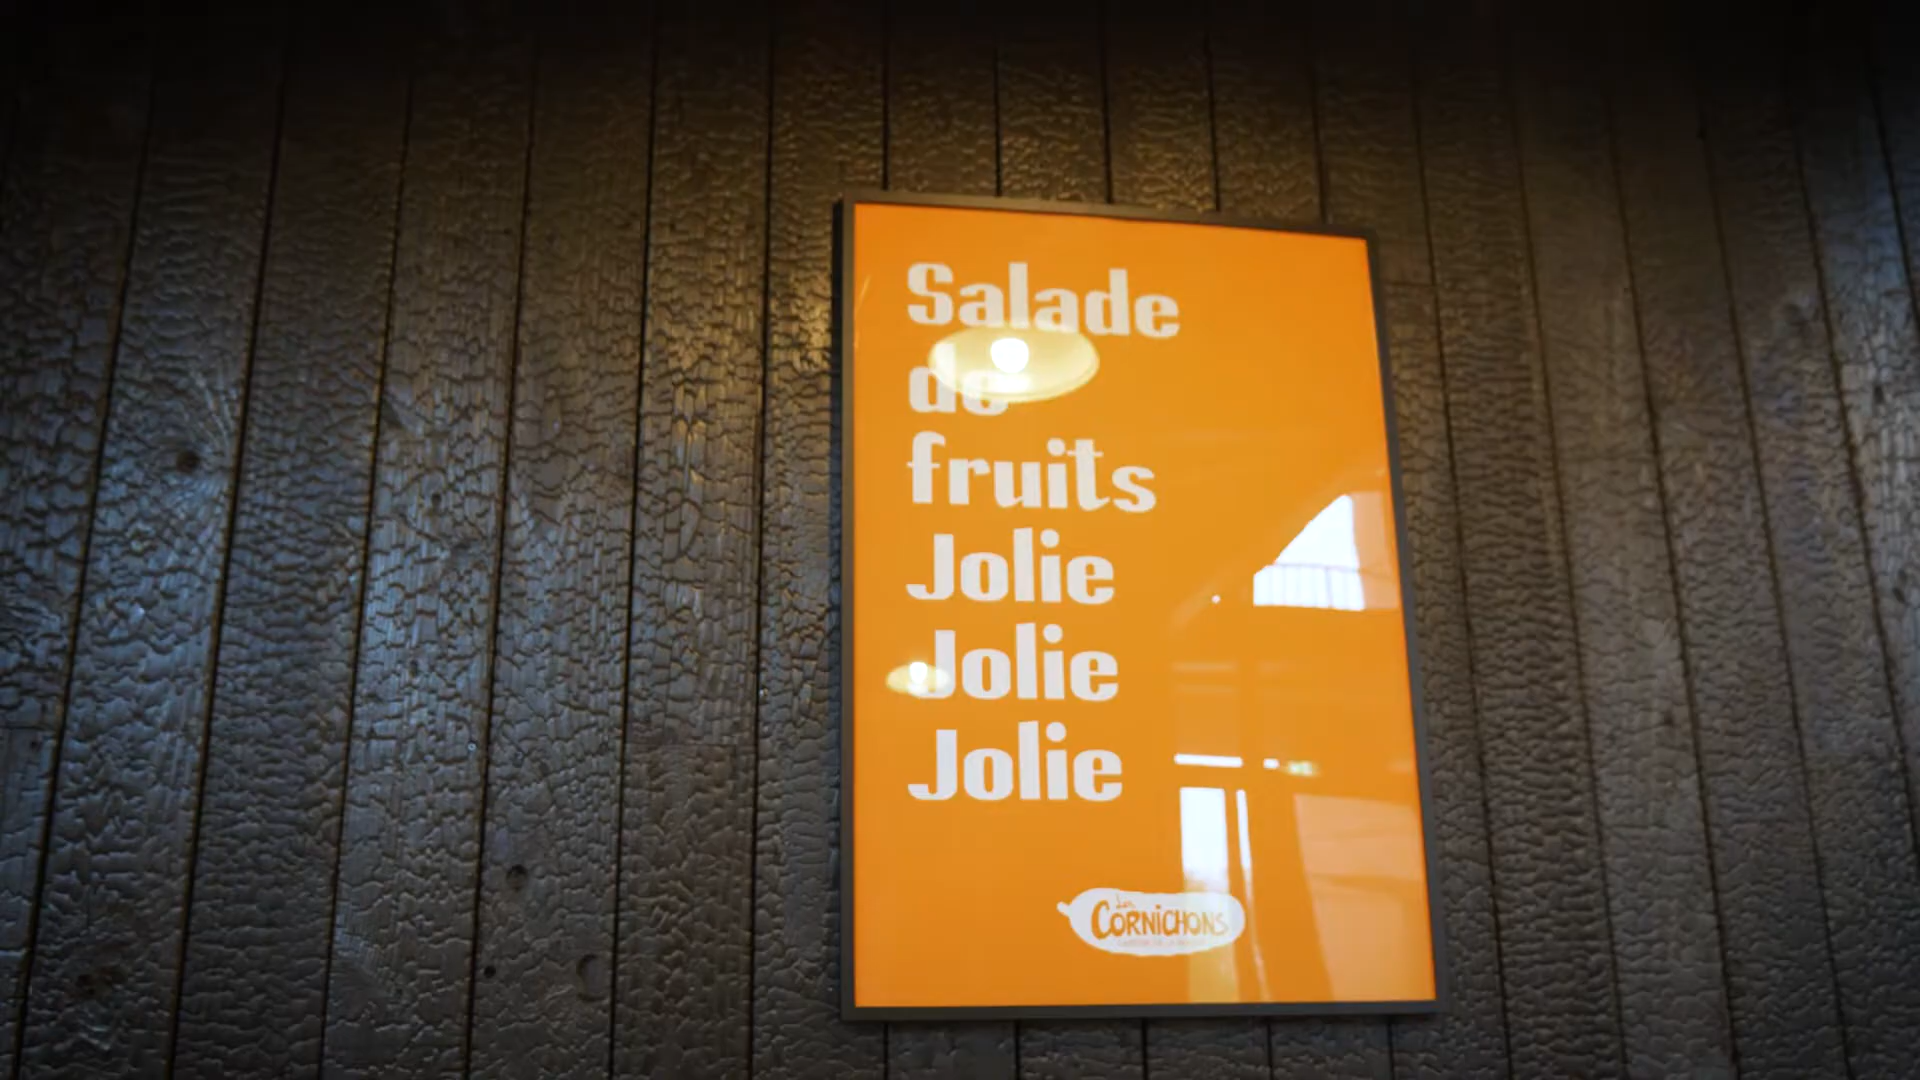 Salade
de
fruits
Jolie
Jolie
Jolie
Les
CORNiCHONS